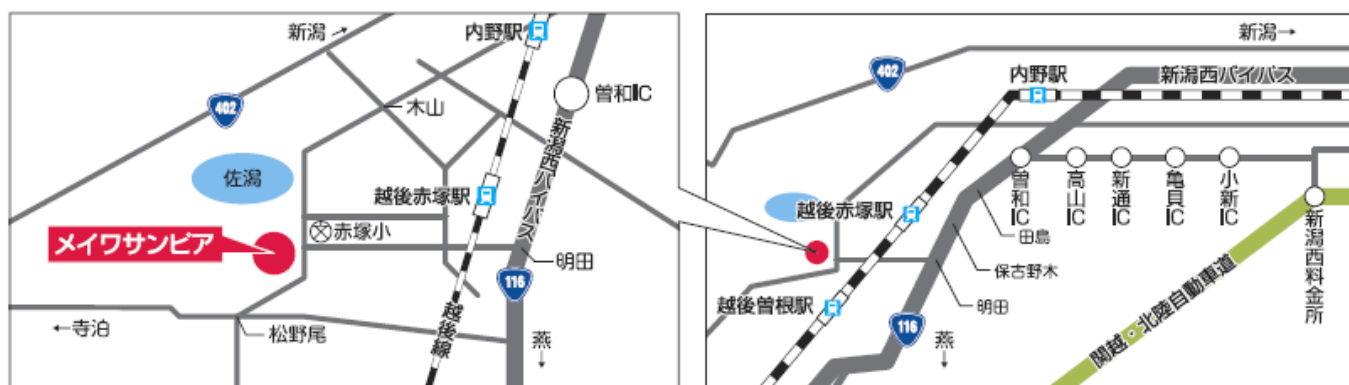 新潟→
内野駅
402
木山
曽和IC
新潟西バイパス
佐潟
越後赤塚駅
メイワサンピア
赤塚小
明田
116
←寺泊
松野尾
越後線
燕↓
新潟→
402
内野駅
新潟西バイパス
曽和IC
高山IC
新通IC
亀貝IC
小新IC
新潟西料金所
越後赤塚駅
田島
保古野木
明田
越後曽根駅
116
燕↓
関越・北陸自動車道